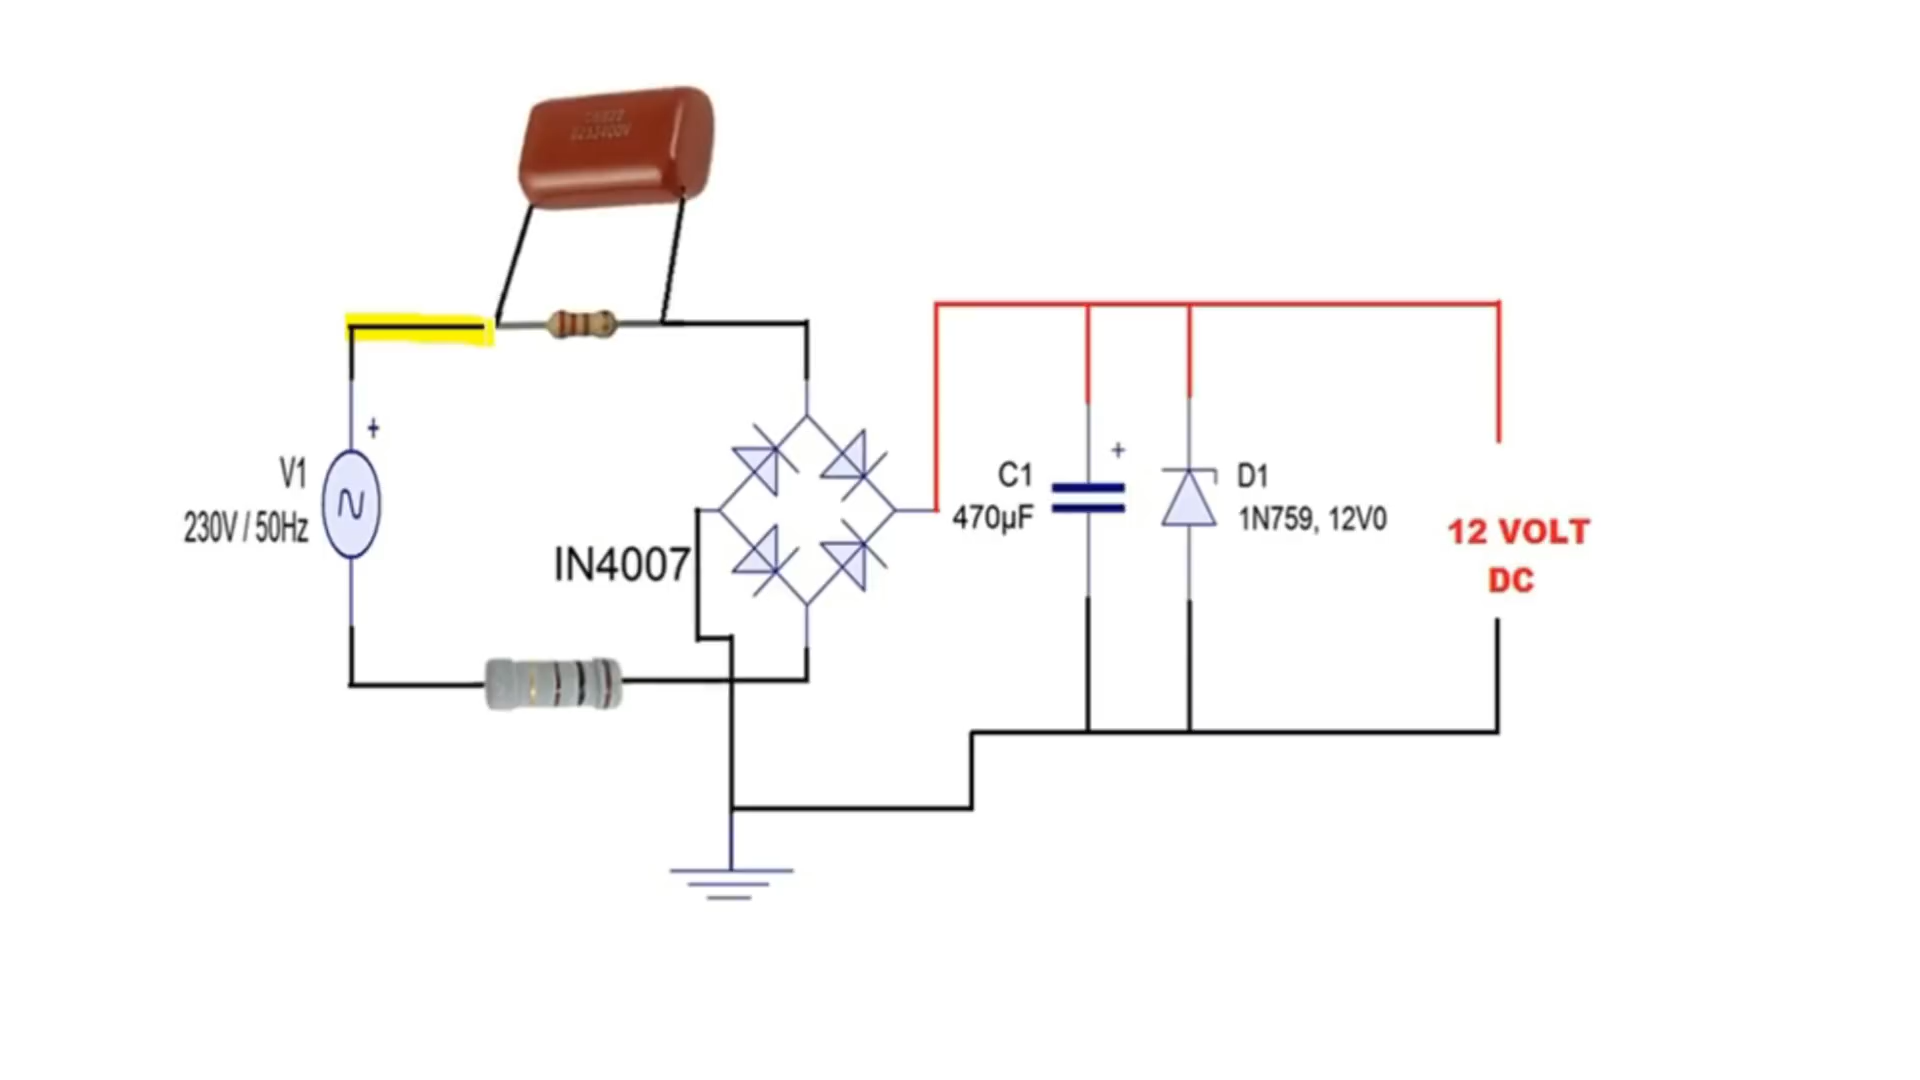 +
V1
230V / 50Hz
IN4007
C1
+
470µF
D1
1N759, 12V0
12 VOLT
DC